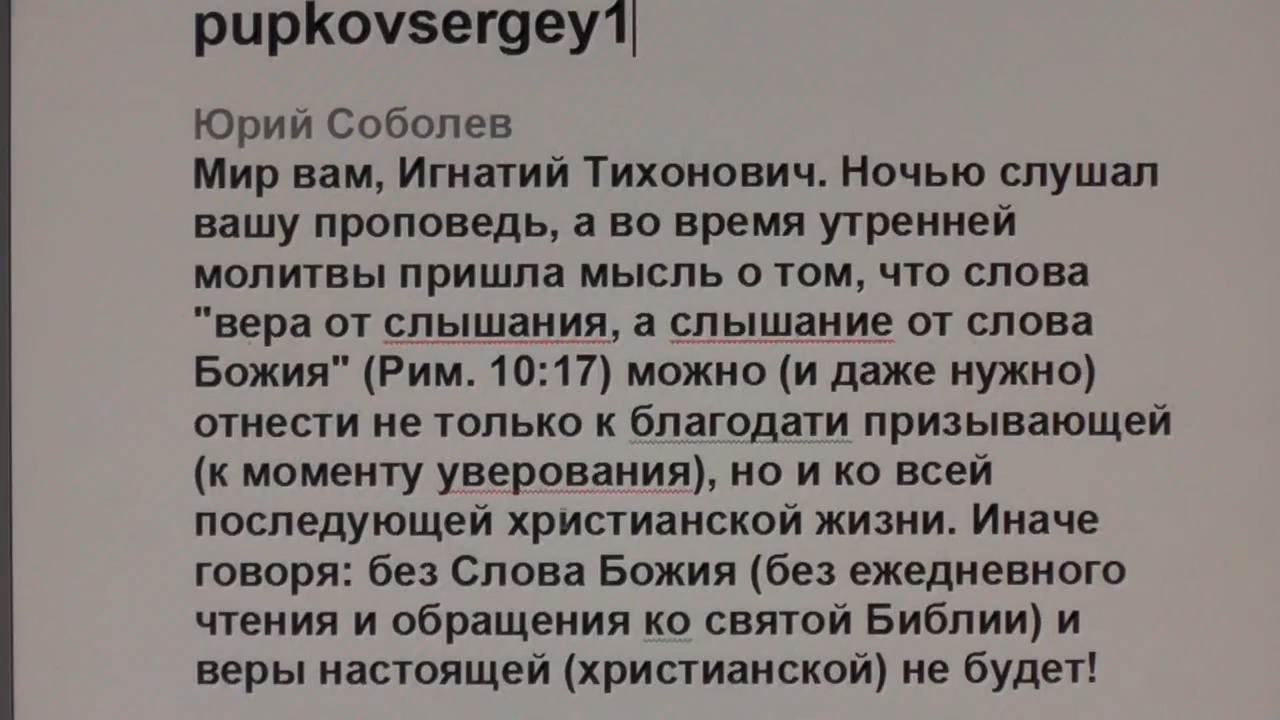 pupkovsergey1
Юрий Соболев
Мир вам, Игнатий Тихонович. Ночью слушал
вашу проповедь, а во время утренней
молитвы пришла мысль о том, что слова
"вера от слышания, а слышание от слова
Божия" (Рим. 10:17) можно (и даже нужно)
отнести не только к благодати призывающей
(к моменту уверования), но и ко всей
последующей христианской жизни. Иначе
говоря: без Слова Божия (без ежедневного
чтения и обращения ко святой Библии) и
веры настоящей (христианской) не будет!